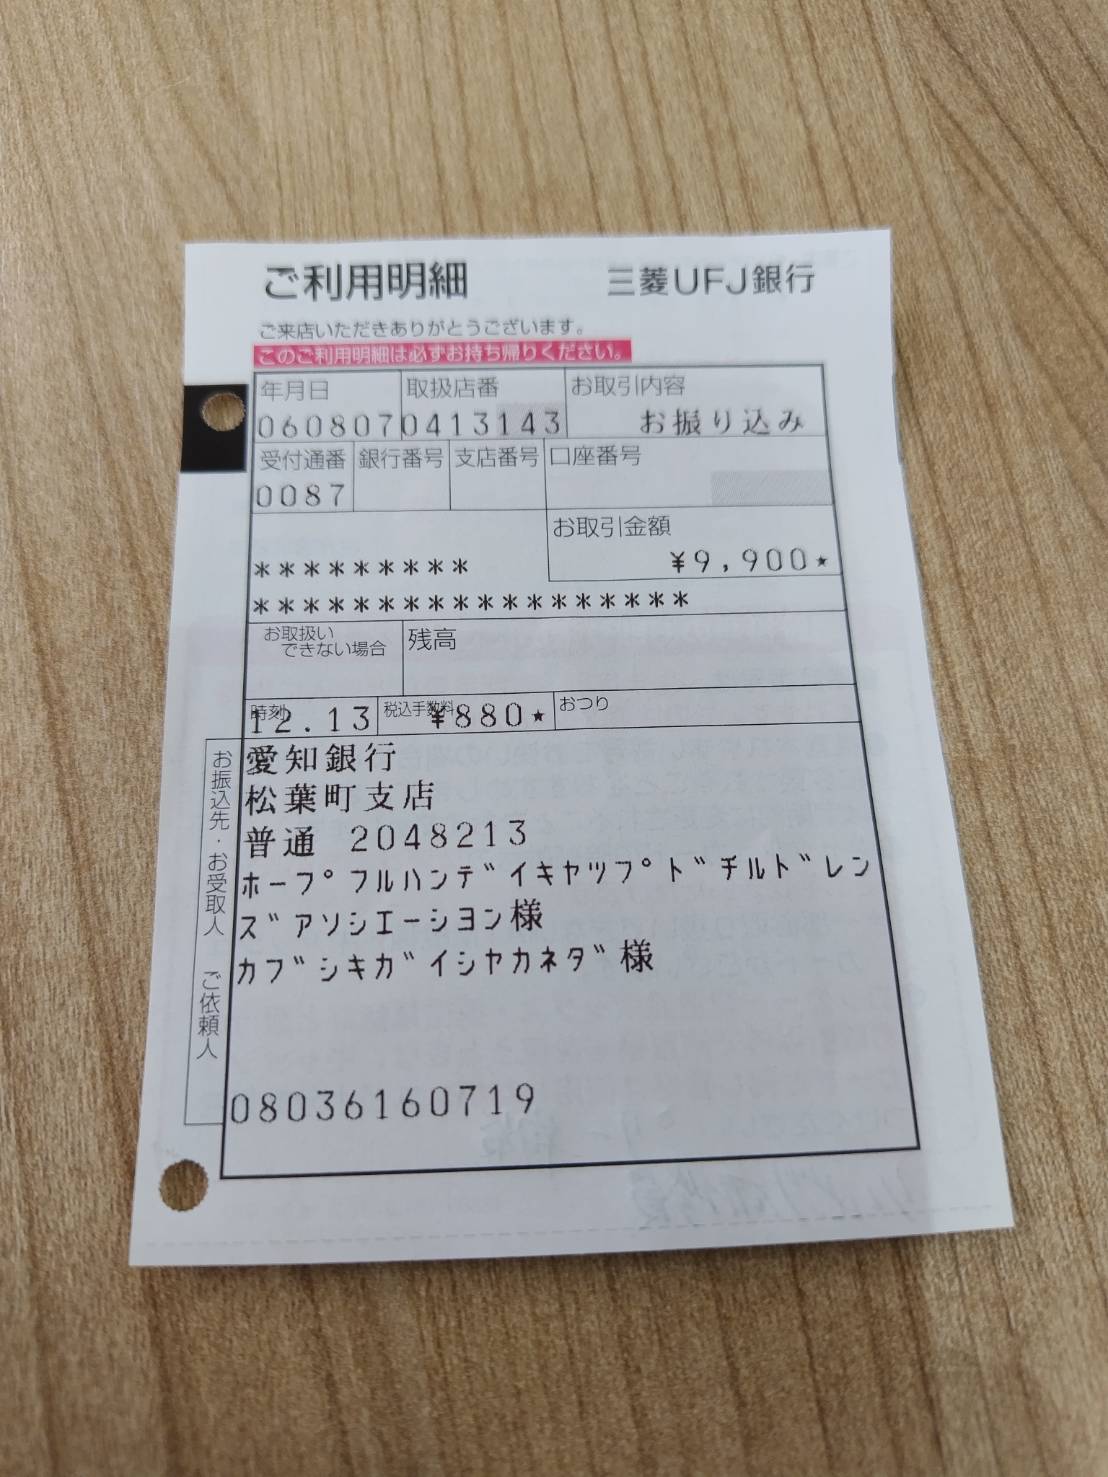 ご利用明細 三菱UFJ銀行
ご来店いただきありがとうございます。
このご利用明細は必ずお持ち帰りください。
年月日 取扱店番 お取引内容
060807 0413143 お振り込み
受付通番 銀行番号 支店番号 口座番号
0087
お取引金額
¥9,900★
*********
******************
お取扱い
できない場合 残高
時刻 税込手数料 おつり
12.13 ¥880★
お振込先・お受取人 ご依頼人
愛知銀行
松葉町支店
普通 2048213
ホープフルハンデイキヤツプドチルドレン
ズアソシエーシヨン様
カブシキガイシヤカネダ様
08036160719